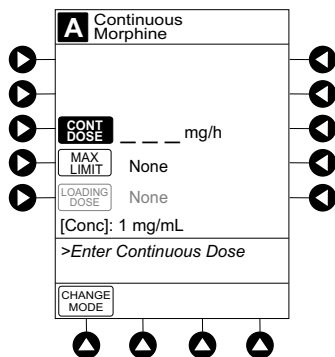 A Continuous
Morphine
CONT
DOSE _ _ _ mg/h
MAX
LIMIT None
LOADING
DOSE None
[Conc]: 1 mg/mL
>Enter Continuous Dose
CHANGE
MODE